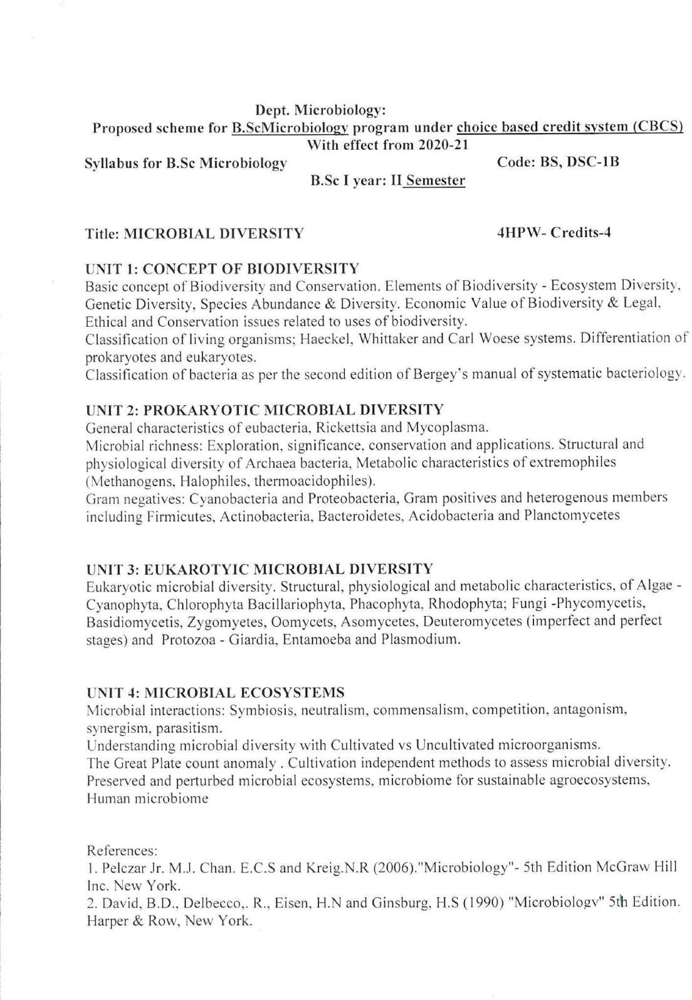 Dept. Microbiology:
Proposed scheme for B.ScMicrobiology program under choice based credit system (CBCS)
With effect from 2020-21
Syllabus for B.Sc Microbiology Code: BS, DSC-1B
B.Sc I year: II Semester
Title: MICROBIAL DIVERSITY 4HPW- Credits-4
UNIT 1: CONCEPT OF BIODIVERSITY
Basic concept of Biodiversity and Conservation. Elements of Biodiversity - Ecosystem Diversity,
Genetic Diversity, Species Abundance & Diversity. Economic Value of Biodiversity & Legal,
Ethical and Conservation issues related to uses of biodiversity.
Classification of living organisms; Haeckel, Whittaker and Carl Woese systems. Differentiation of
prokaryotes and eukaryotes.
Classification of bacteria as per the second edition of Bergey's manual of systematic bacteriology.
UNIT 2: PROKARYOTIC MICROBIAL DIVERSITY
General characteristics of eubacteria, Rickettsia and Mycoplasma.
Microbial richness: Exploration, significance, conservation and applications. Structural and
physiological diversity of Archaea bacteria, Metabolic characteristics of extremophiles
(Methanogens, Halophiles, thermoacidophiles).
Gram negatives: Cyanobacteria and Proteobacteria, Gram positives and heterogenous members
including Firmicutes, Actinobacteria, Bacteroidetes, Acidobacteria and Planctomycetes
UNIT 3: EUKAROTYIC MICROBIAL DIVERSITY
Eukaryotic microbial diversity. Structural, physiological and metabolic characteristics, of Algae -
Cyanophyta, Chlorophyta Bacillariophyta, Phacophyta, Rhodophyta; Fungi -Phycomycetis,
Basidiomycetis, Zygomyetes, Oomycets, Asomycetes, Deuteromycetes (imperfect and perfect
stages) and Protozoa - Giardia, Entamoeba and Plasmodium.
UNIT 4: MICROBIAL ECOSYSTEMS
Microbial interactions: Symbiosis, neutralism, commensalism, competition, antagonism,
synergism, parasitism.
Understanding microbial diversity with Cultivated vs Uncultivated microorganisms.
The Great Plate count anomaly . Cultivation independent methods to assess microbial diversity.
Preserved and perturbed microbial ecosystems, microbiome for sustainable agroecosystems,
Human microbiome
References:
1. Pelczar Jr. M.J. Chan. E.C.S and Kreig.N.R (2006)."Microbiology"- 5th Edition McGraw Hill
Inc. New York.
2. David, B.D., Delbecco,. R., Eisen, H.N and Ginsburg, H.S (1990) "Microbiology" 5th Edition.
Harper & Row, New York.